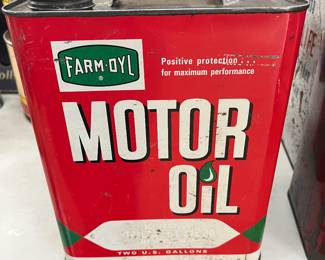 FARM-OYL
®
Positive protection...
for maximum performance
MOTOR
OIL
TWO U.S. GALLONS